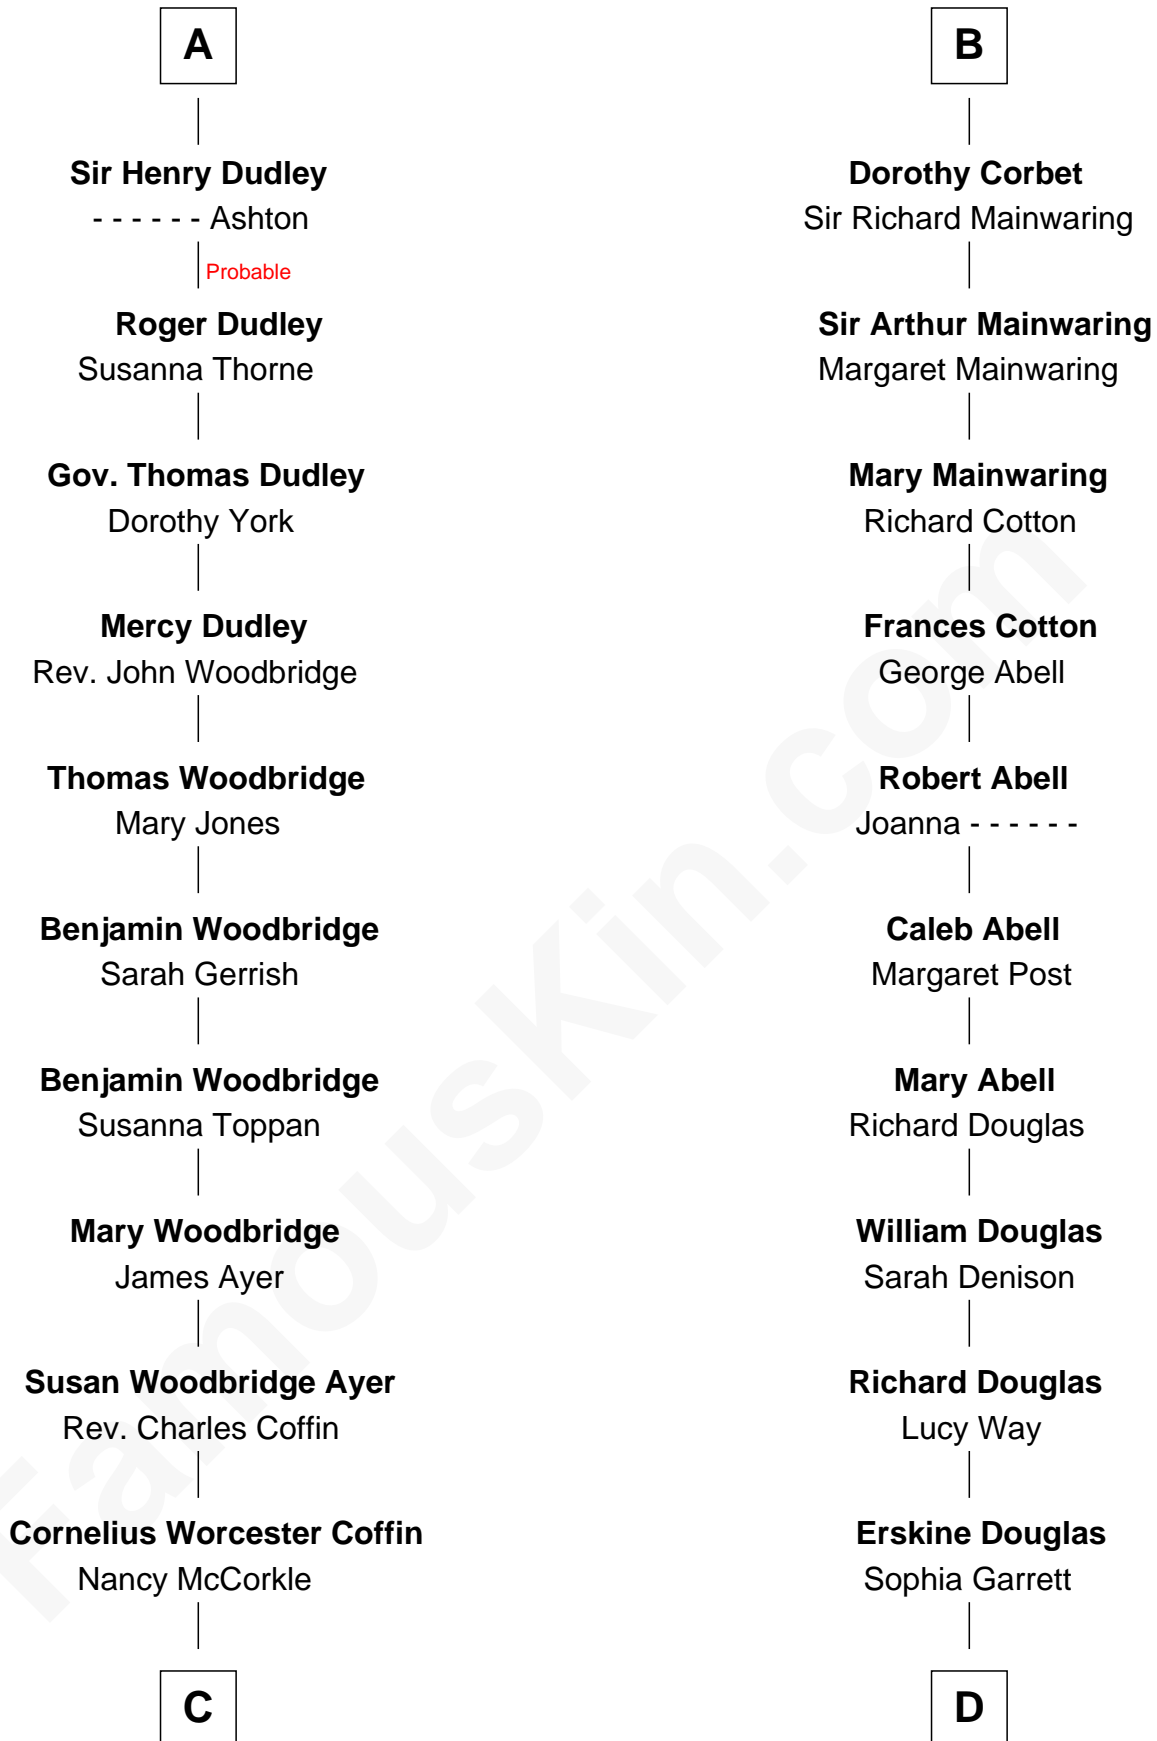 A
Sir Henry Dudley
- - - - - - Ashton
Probable
Roger Dudley
Susanna Thorne
Gov. Thomas Dudley
Dorothy York
Mercy Dudley
Rev. John Woodbridge
Thomas Woodbridge
Mary Jones
Benjamin Woodbridge
Sarah Gerrish
Benjamin Woodbridge
Susanna Toppan
Mary Woodbridge
James Ayer
Susan Woodbridge Ayer
Rev. Charles Coffin
Cornelius Worcester Coffin
Nancy McCorkle
C
B
Dorothy Corbet
Sir Richard Mainwaring
Sir Arthur Mainwaring
Margaret Mainwaring
Mary Mainwaring
Richard Cotton
Frances Cotton
George Abell
Robert Abell
Joanna - - - - - -
Caleb Abell
Margaret Post
Mary Abell
Richard Douglas
William Douglas
Sarah Denison
Richard Douglas
Lucy Way
Erskine Douglas
Sophia Garrett
D
FamousKin.com